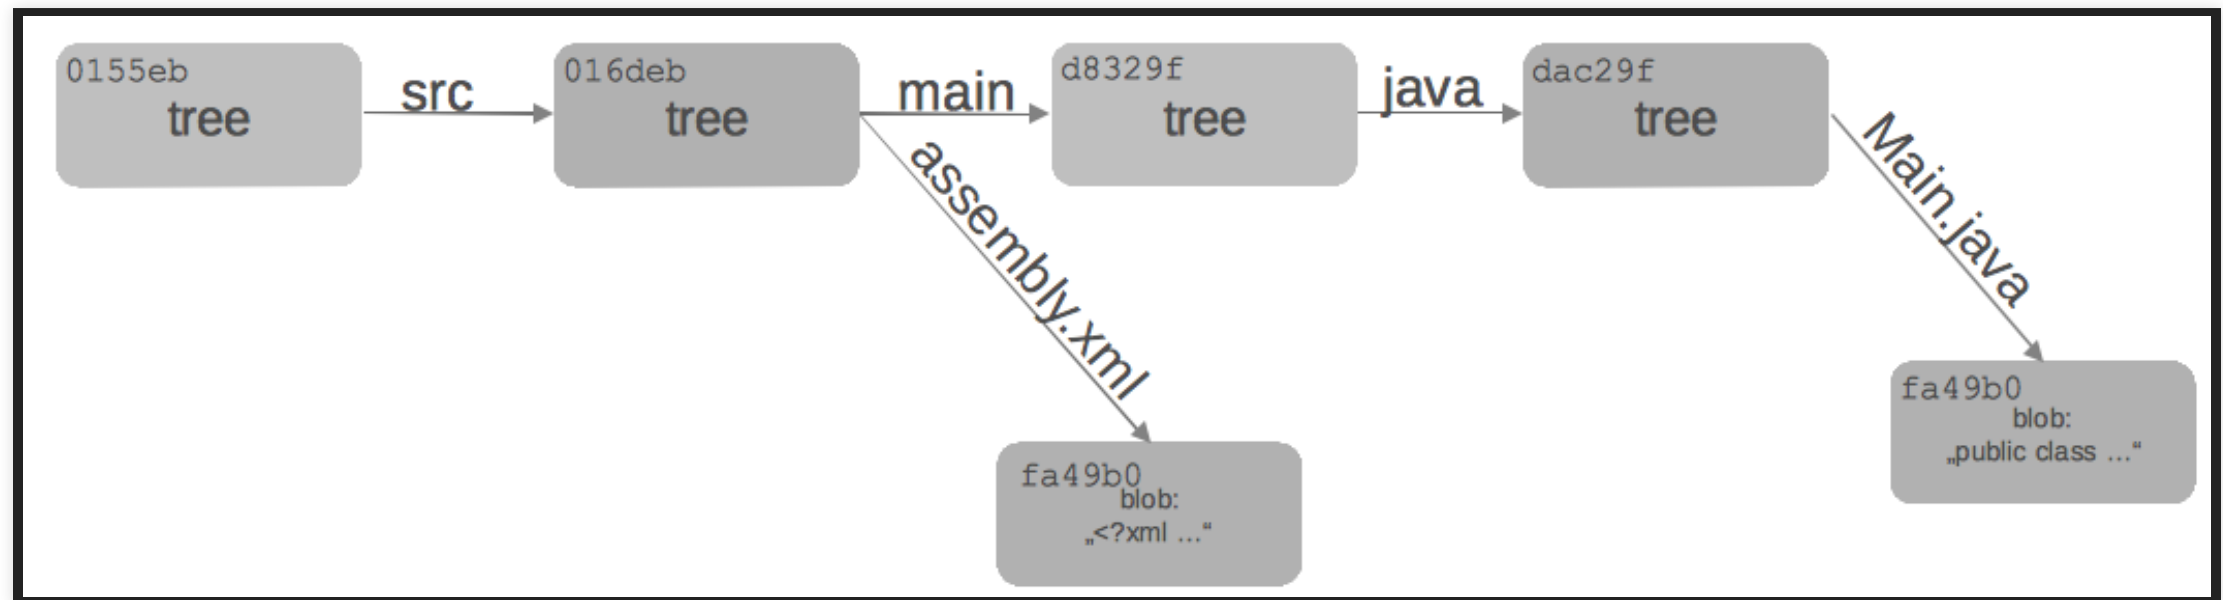 0155eb
tree
src
016deb
tree
main
d8329f
tree
java
dac29f
tree
assembly.xml
Main.java
fa49b0
blob:
„<?xml ...“
fa49b0
blob:
„public class ...“